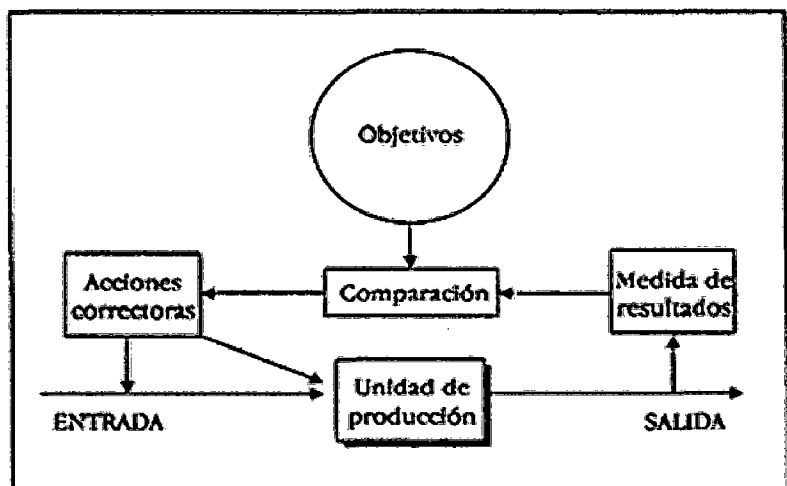 Objetivos
Acciones
correctoras
Comparación
Medida de
resultados
Unidad de
producción
ENTRADA
SALIDA